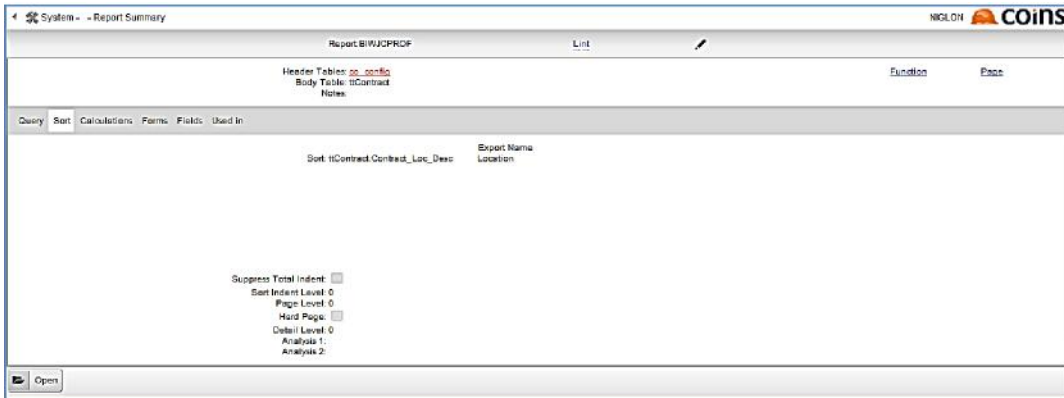 System - - Report Summary
NIGLON coins
Report: BIWJCPROF Lint
Header Tables: co_config Function Page
Body Table: ttContract
Notes:
Query Sort Calculations Forms Fields Used in
Export Name
Sort: ttContract.Contract_Loc_Desc Location
Suppress Total Indent:
Sort Indent Level: 0
Page Level: 0
Hard Page:
Detail Level: 0
Analysis 1:
Analysis 2:
Open